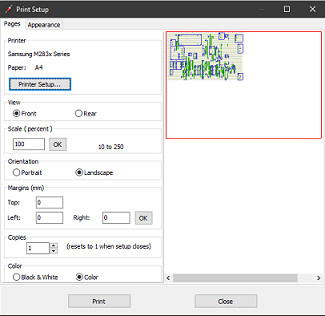 Print Setup
Pages Appearance
Printer
Samsung M283x Series
Paper: A4
Printer Setup...
View
Front Rear
Scale ( percent )
100 OK 10 to 250
Orientation
Portrait Landscape
Margins (mm)
Top: 0
Left: 0 Right: 0 OK
Copies
1 (resets to 1 when setup closes)
Color
Black & White Color
Print Close